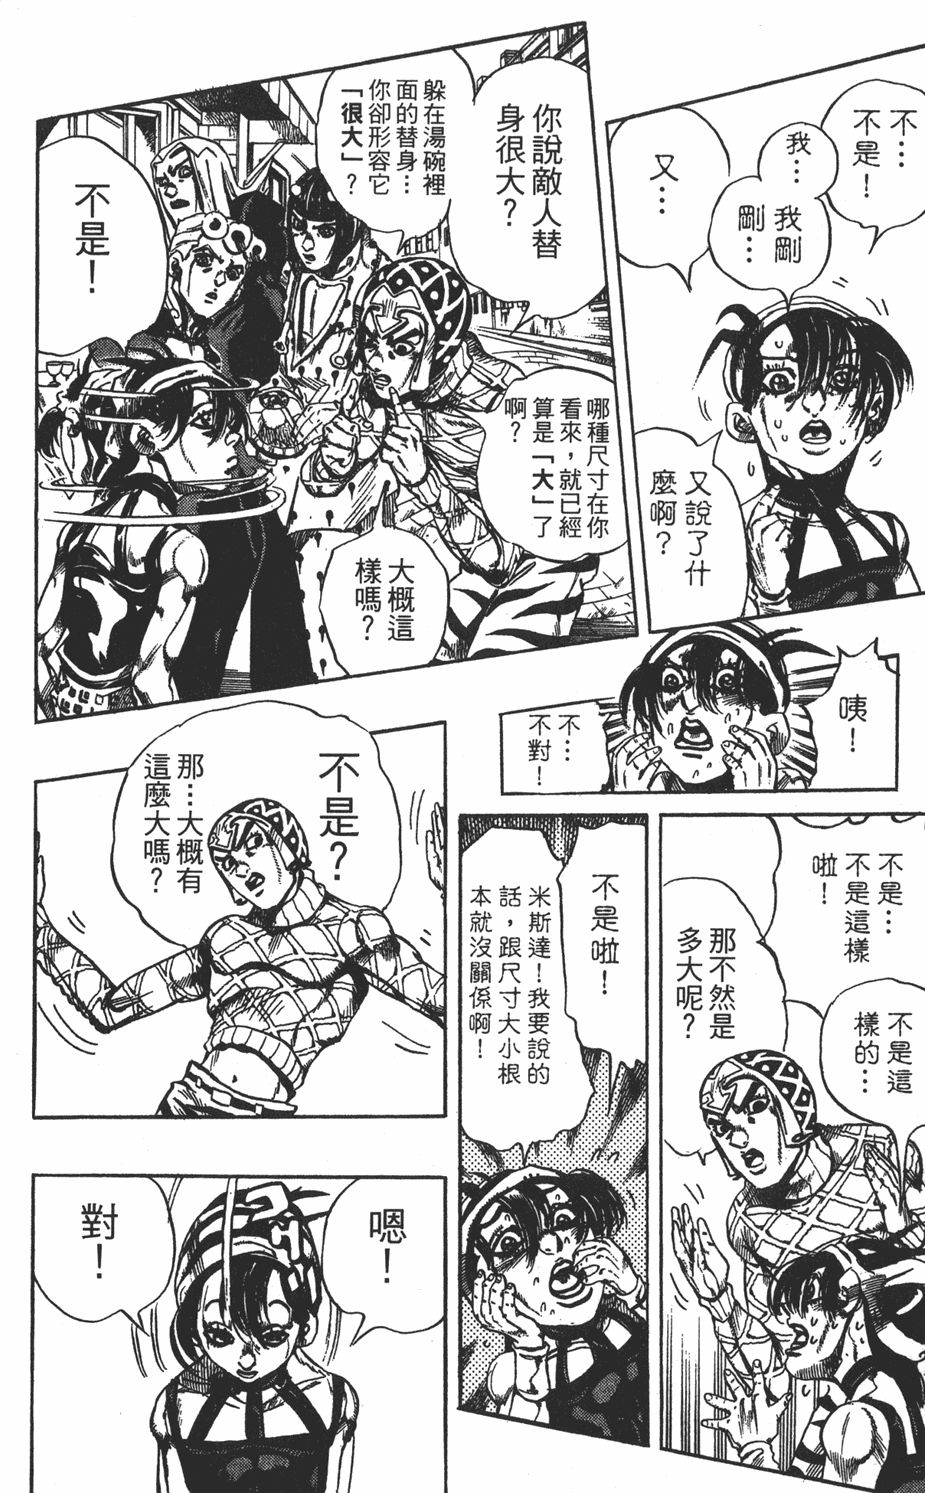 不…
不是！
我…
我剛
剛…
又…
又說了什
麼啊？
你說敵人替
身很大？
躲在湯碗裡
面的替身…
你卻形容它
「很大」？
哪種尺寸在你
看來，就已經
算是「大」了
啊？
大概這
樣嗎？
不是！
咦！
不…
不對！
不是…
不是這樣
啦！
不是這
樣的…
那不然是
多大呢？
不是啦！
米斯達！我要說的
話，跟尺寸大小根
本就沒關係啊！
不是？
那…大概有
這麼大嗎？
嗯！
對！